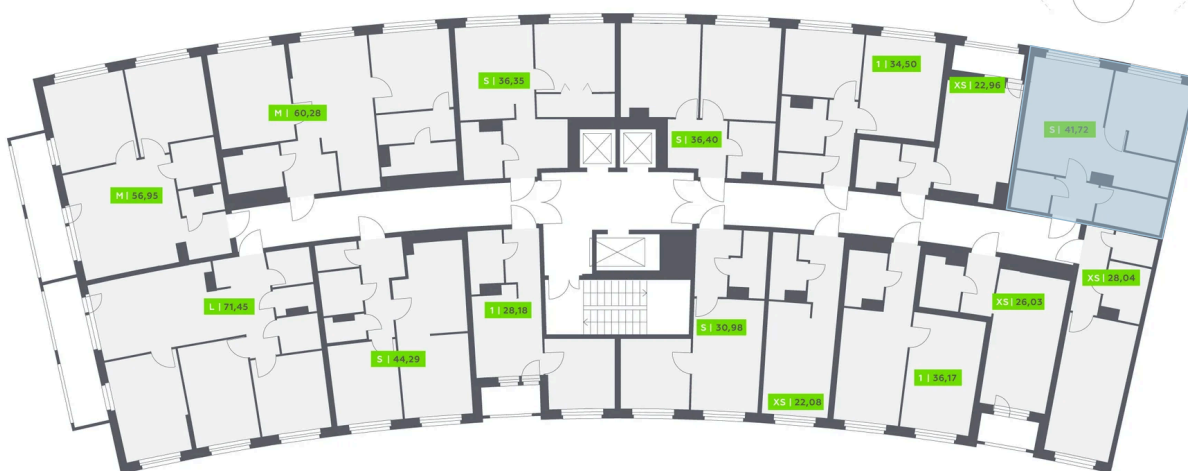 1 | 34,50
S | 36,35
XS | 22,96
M | 60,28
S | 41,72
S | 36,40
M | 56,95
XS | 28,04
L | 71,45
XS | 26,03
1 | 28,18
S | 30,98
S | 44,29
1 | 36,17
XS | 22,08